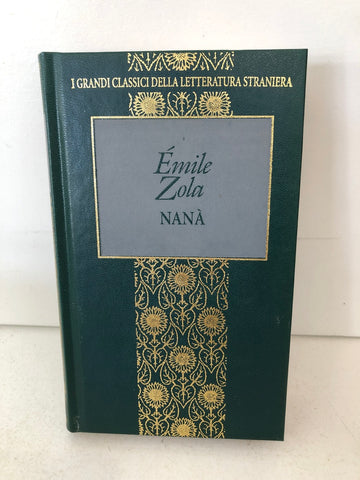 I GRANDI CLASSICI DELLA LETTERATURA STRANIERA
Émile
Zola
NANÀ